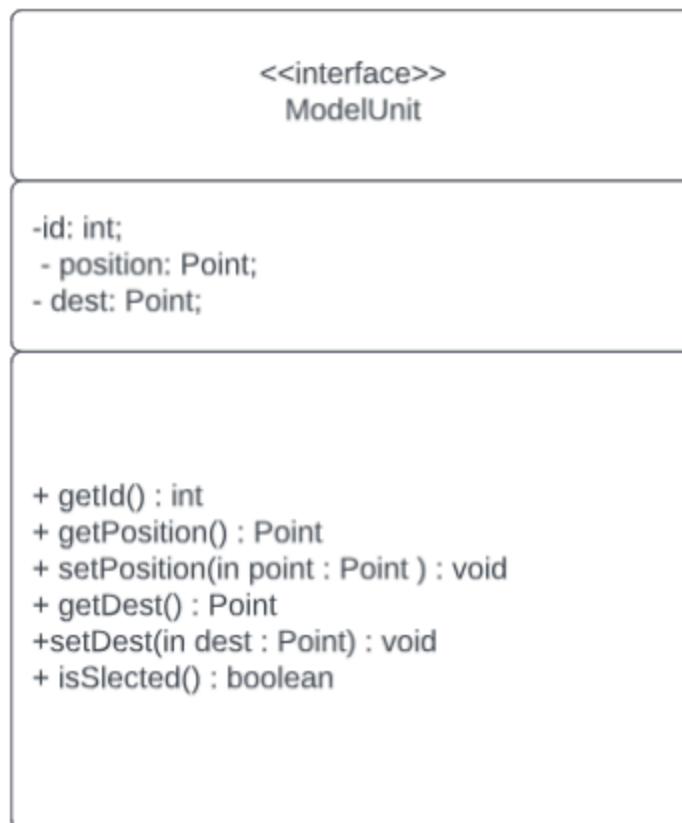 <<interface>>
ModelUnit
-id: int;
- position: Point;
- dest: Point;
+ getId() : int
+ getPosition() : Point
+ setPosition(in point : Point ) : void
+ getDest() : Point
+setDest(in dest : Point) : void
+ isSlected() : boolean